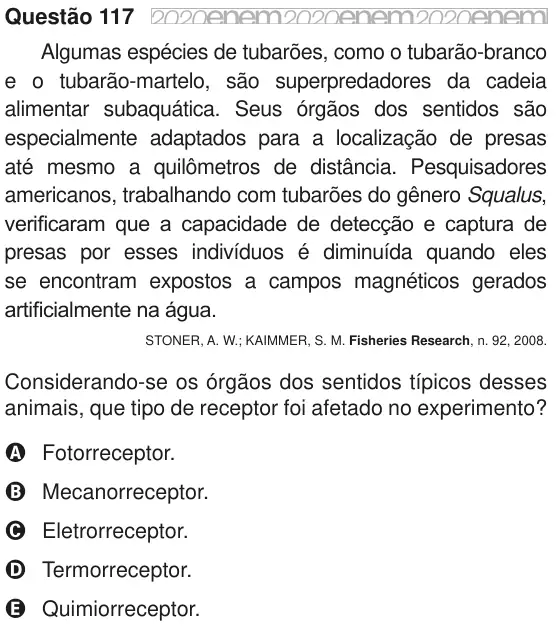 Questão 117 2020enem2020enem2020enem
Algumas espécies de tubarões, como o tubarão-branco
e o tubarão-martelo, são superpredadores da cadeia
alimentar subaquática. Seus órgãos dos sentidos são
especialmente adaptados para a localização de presas
até mesmo a quilômetros de distância. Pesquisadores
americanos, trabalhando com tubarões do gênero Squalus,
verificaram que a capacidade de detecção e captura de
presas por esses indivíduos é diminuída quando eles
se encontram expostos a campos magnéticos gerados
artificialmente na água.
STONER, A. W.; KAIMMER, S. M. Fisheries Research, n. 92, 2008.
Considerando-se os órgãos dos sentidos típicos desses
animais, que tipo de receptor foi afetado no experimento?
A Fotorreceptor.
B Mecanorreceptor.
C Eletrorreceptor.
D Termorreceptor.
E Quimiorreceptor.